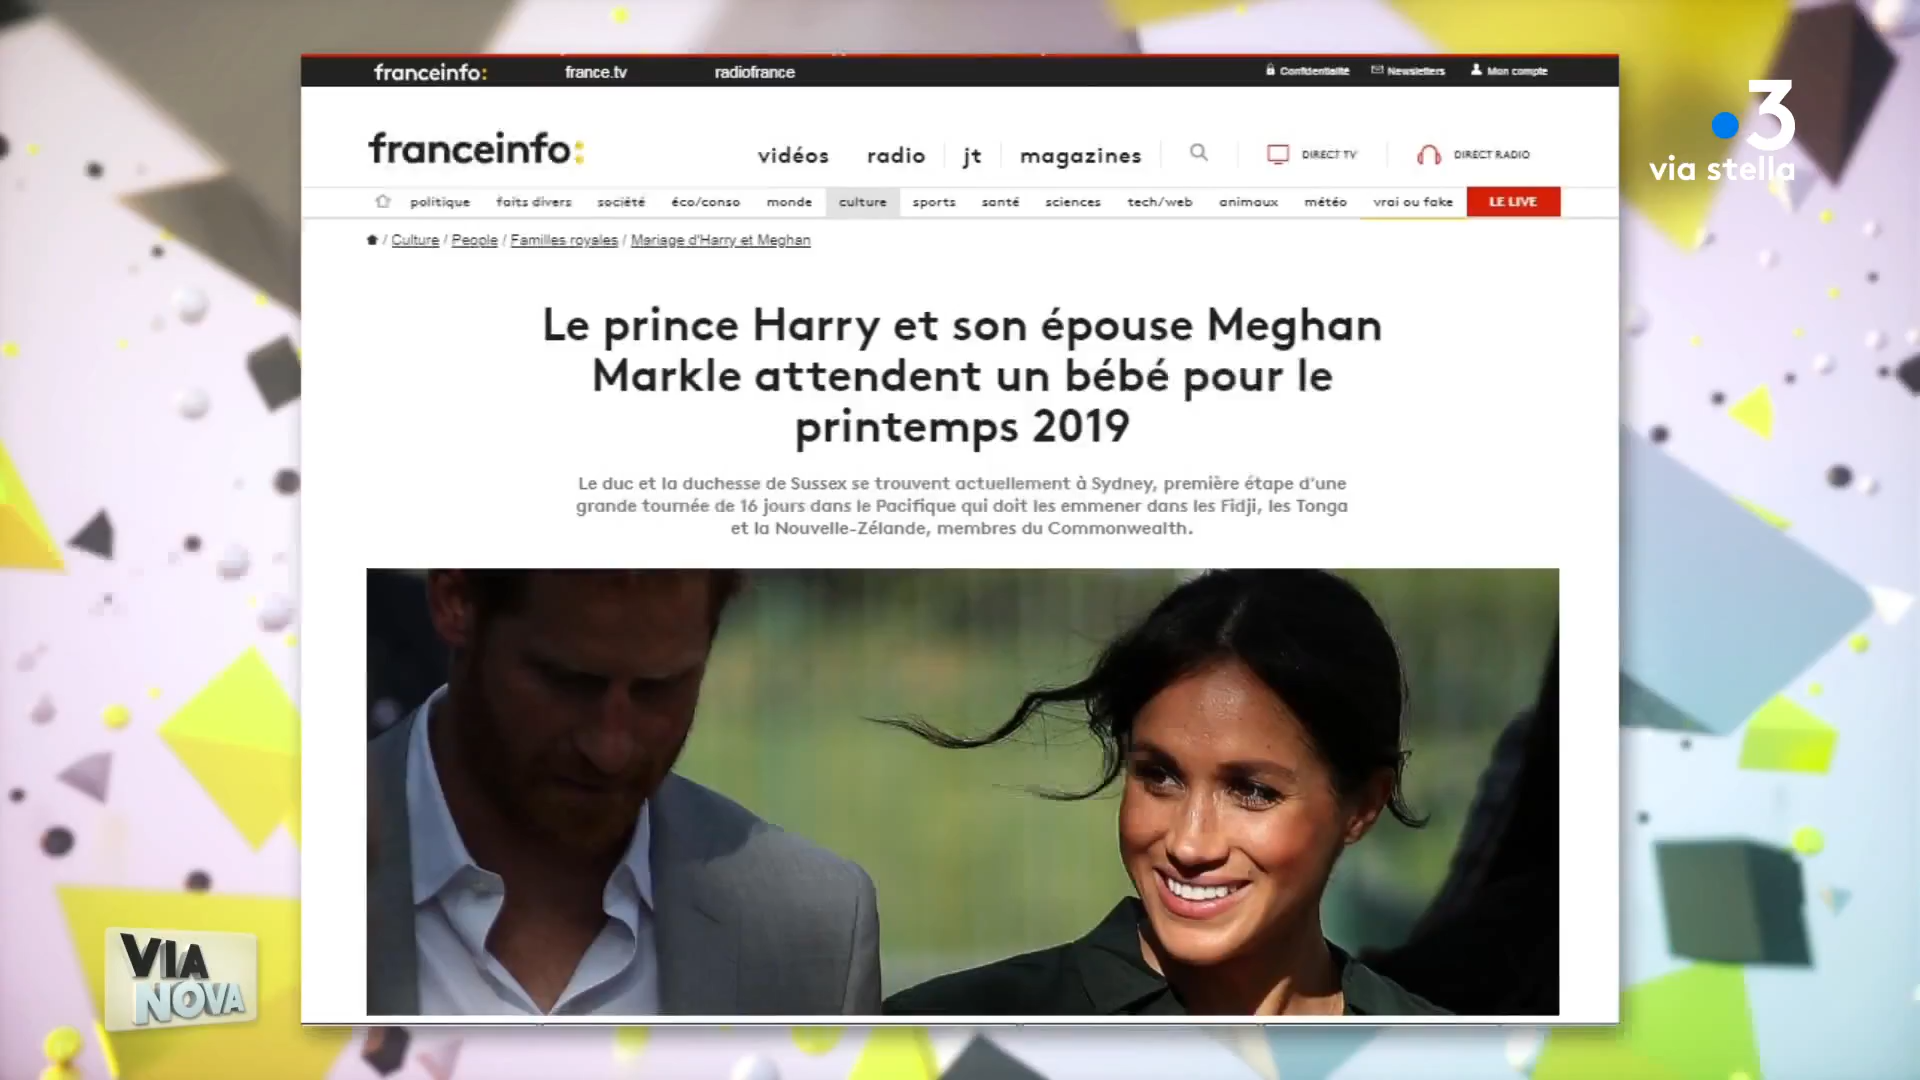 franceinfo: france.tv radiofrance Confidentialité Newsletters Mon compte
3
via stella
franceinfo: vidéos radio jt magazines DIRECT TV DIRECT RADIO
politique faits divers société éco/conso monde culture sports santé sciences tech/web animaux météo vrai ou fake LE LIVE
/ Culture / People / Familles royales / Mariage d'Harry et Meghan
Le prince Harry et son épouse Meghan
Markle attendent un bébé pour le
printemps 2019
Le duc et la duchesse de Sussex se trouvent actuellement à Sydney, première étape d'une
grande tournée de 16 jours dans le Pacifique qui doit les emmener dans les Fidji, les Tonga
et la Nouvelle-Zélande, membres du Commonwealth.
VIA
NOVA